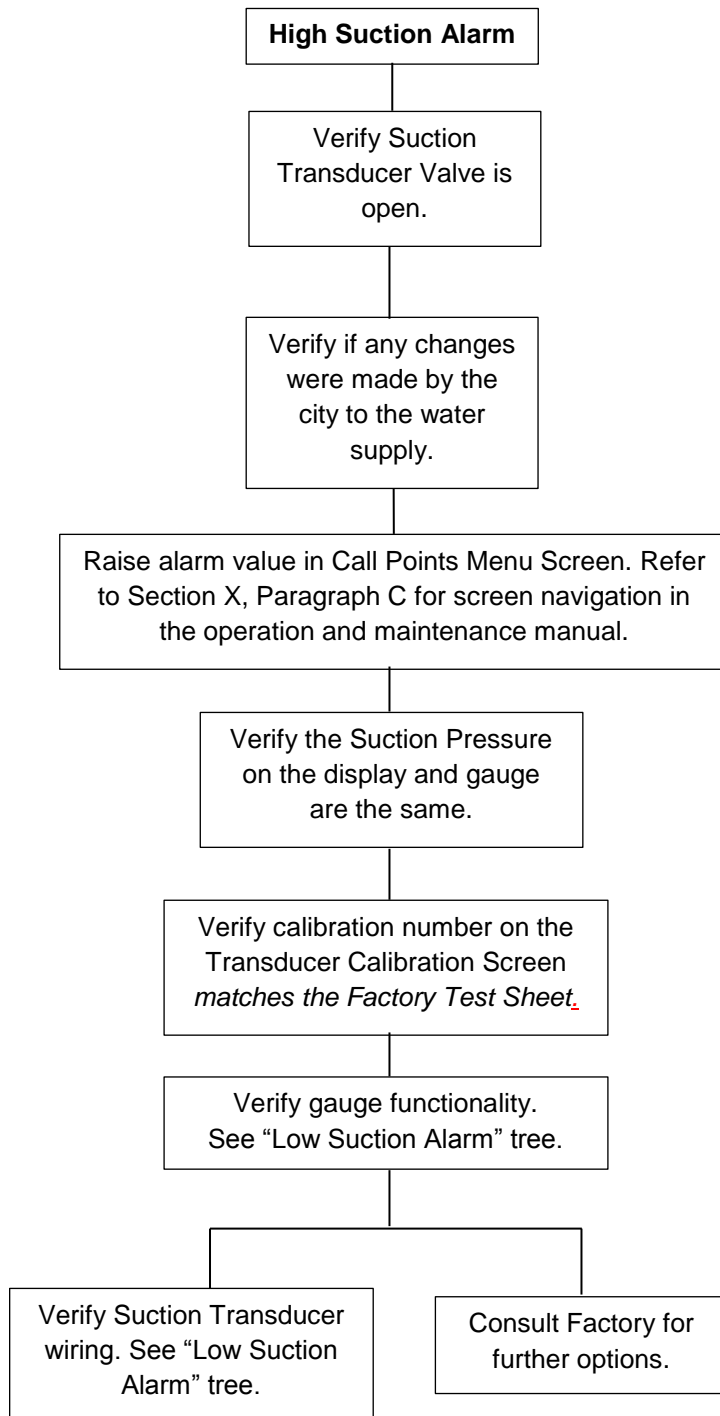 High Suction Alarm
Verify Suction
Transducer Valve is
open.
Verify if any changes
were made by the
city to the water
supply.
Raise alarm value in Call Points Menu Screen. Refer
to Section X, Paragraph C for screen navigation in
the operation and maintenance manual.
Verify the Suction Pressure
on the display and gauge
are the same.
Verify calibration number on the
Transducer Calibration Screen
matches the Factory Test Sheet.
Verify gauge functionality.
See “Low Suction Alarm” tree.
Verify Suction Transducer
wiring. See “Low Suction
Alarm” tree.
Consult Factory for
further options.